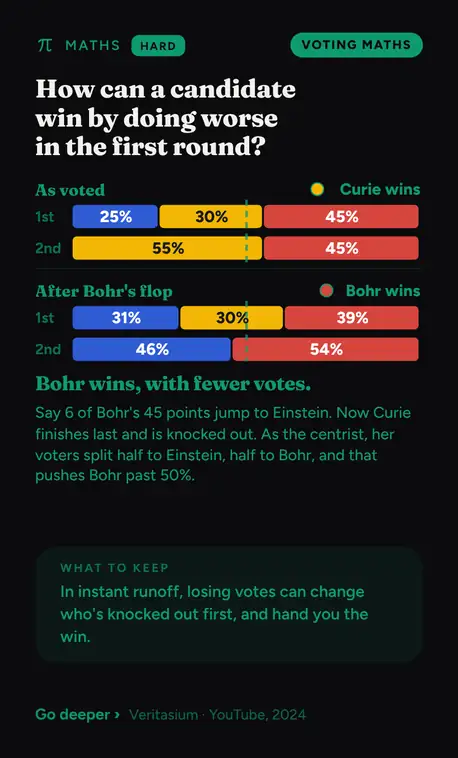 π MATHS HARD VOTING MATHS
How can a candidate
win by doing worse
in the first round?
As voted Curie wins
1st 25% 30% 45%
2nd 55% 45%
After Bohr's flop Bohr wins
1st 31% 30% 39%
2nd 46% 54%
Bohr wins, with fewer votes.
Say 6 of Bohr's 45 points jump to Einstein. Now Curie
finishes last and is knocked out. As the centrist, her
voters split half to Einstein, half to Bohr, and that
pushes Bohr past 50%.
WHAT TO KEEP
In instant runoff, losing votes can change
who's knocked out first, and hand you the
win.
Go deeper › Veritasium · YouTube, 2024